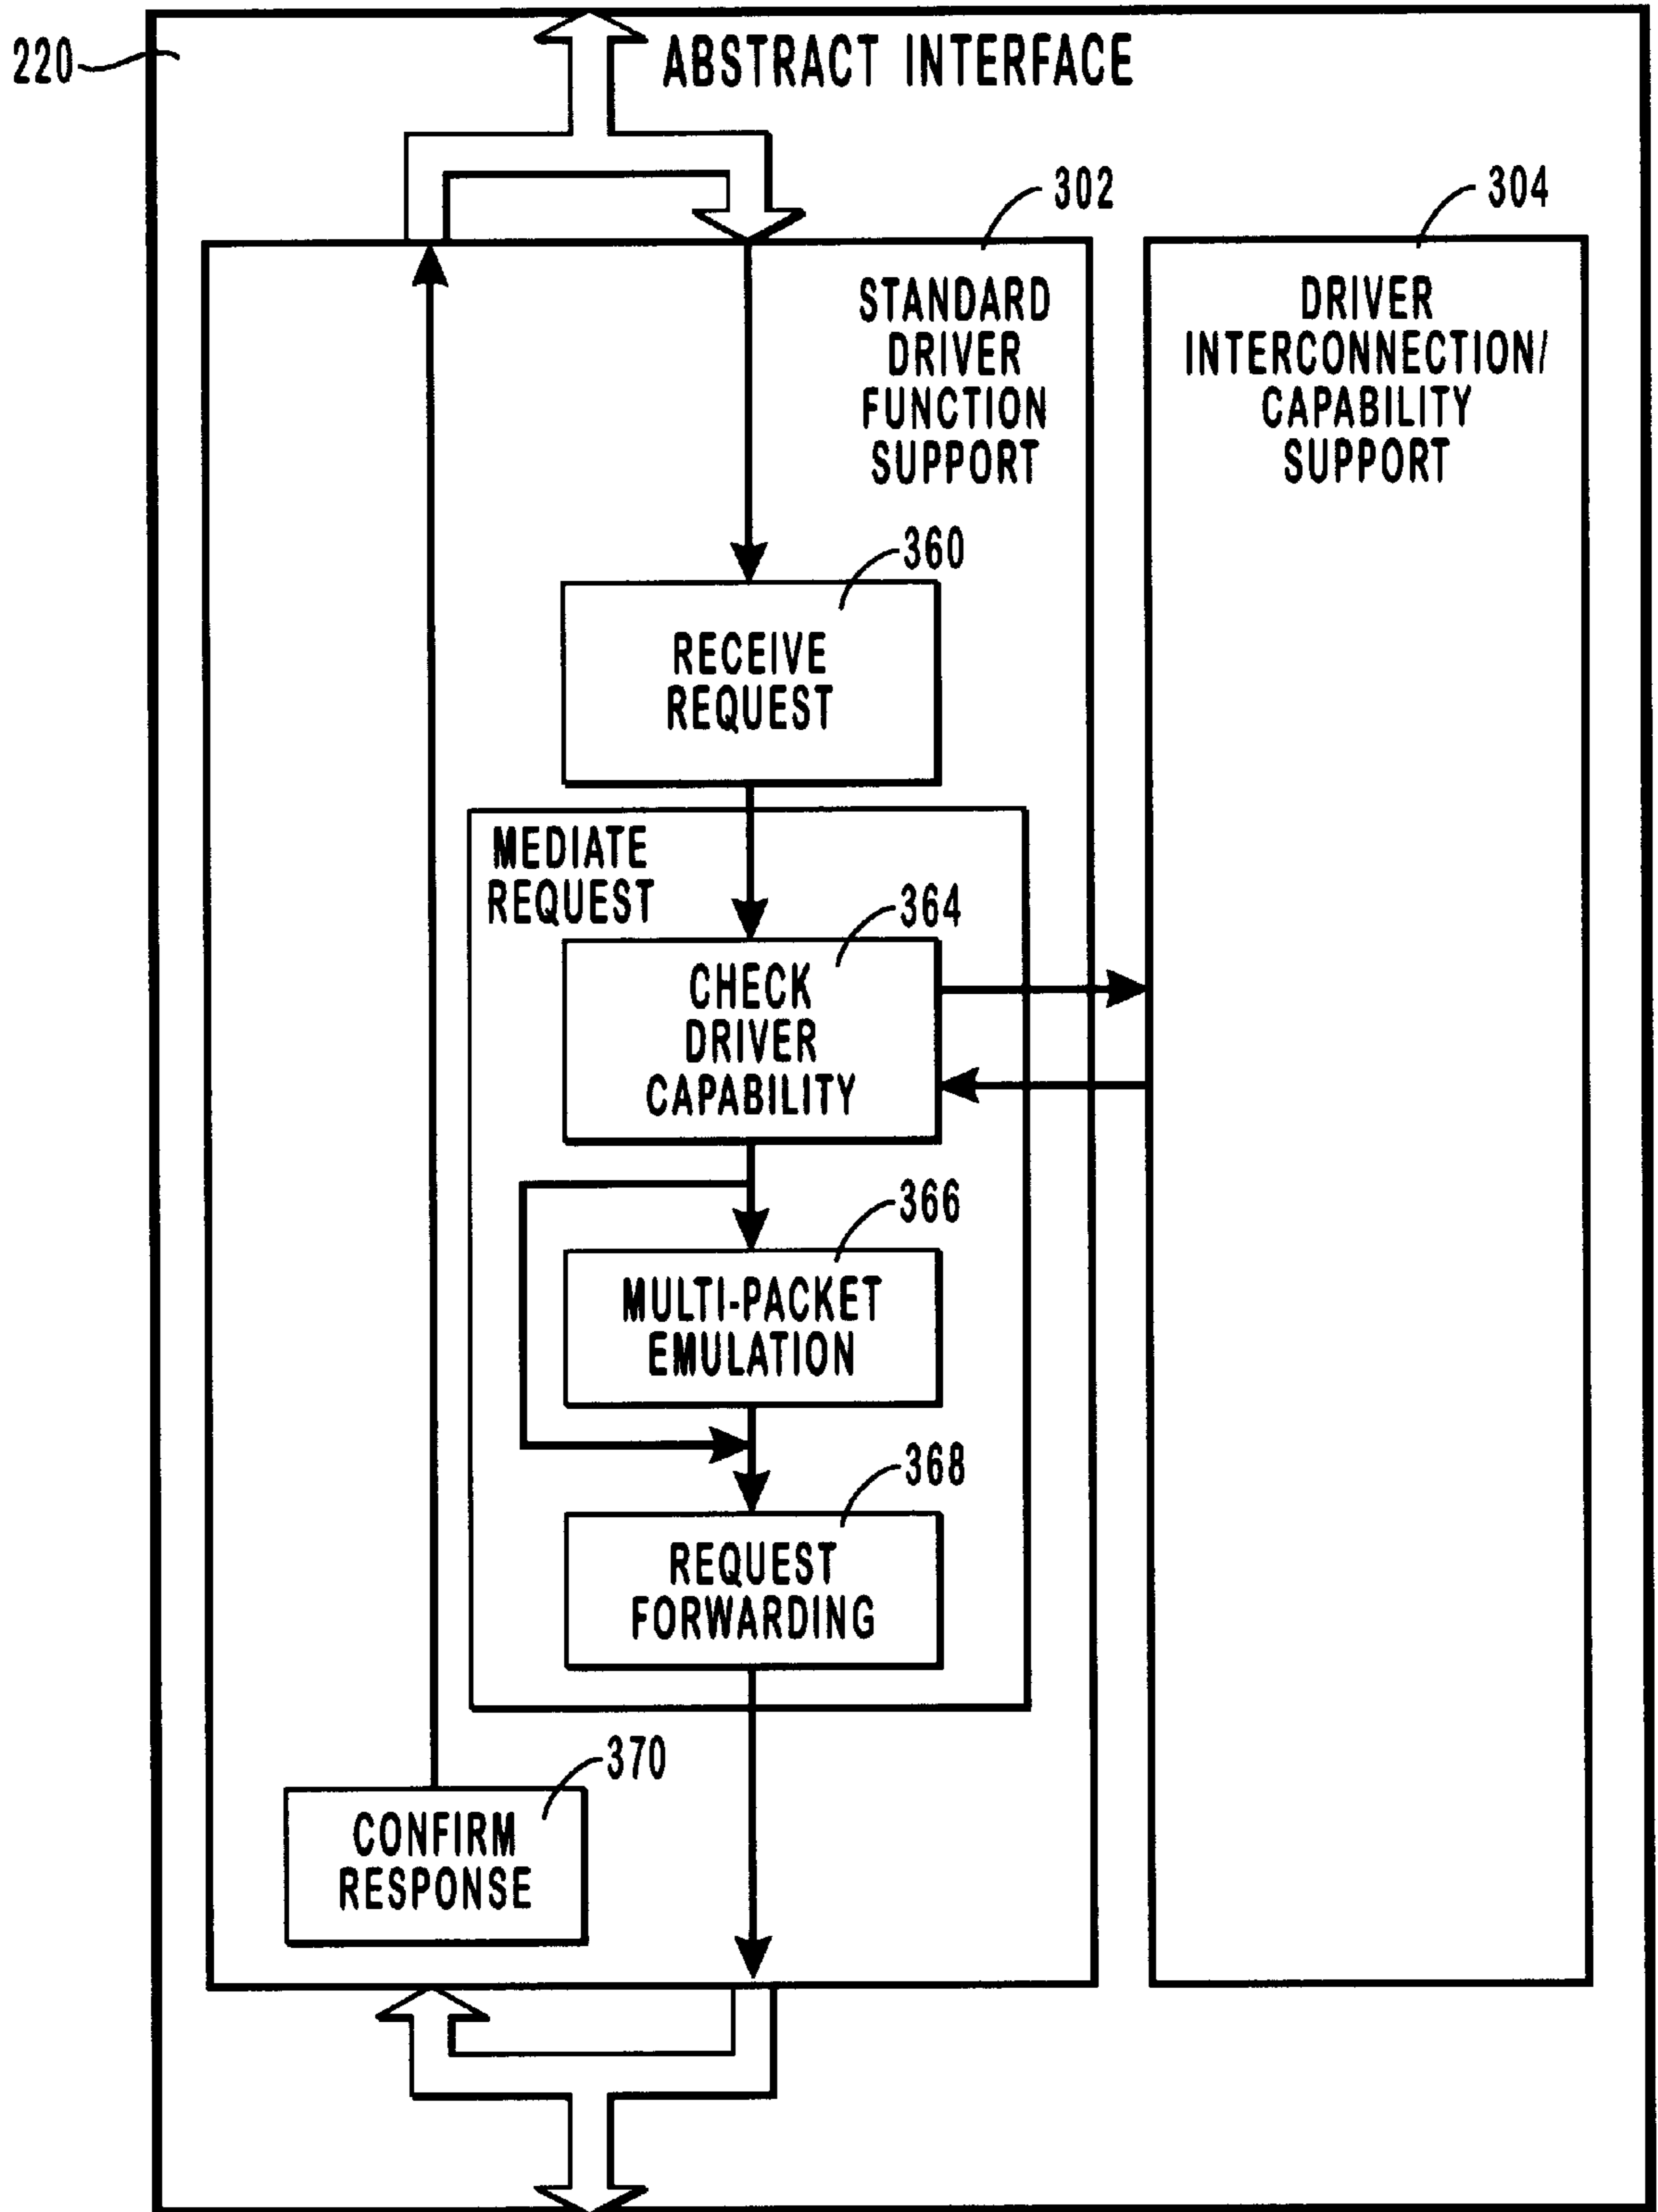 220
ABSTRACT INTERFACE
302
304
STANDARD
DRIVER
FUNCTION
SUPPORT
DRIVER
INTERCONNECTION/
CAPABILITY
SUPPORT
360
RECEIVE
REQUEST
MEDIATE
REQUEST
364
CHECK
DRIVER
CAPABILITY
366
MULTI-PACKET
EMULATION
368
REQUEST
FORWARDING
370
CONFIRM
RESPONSE